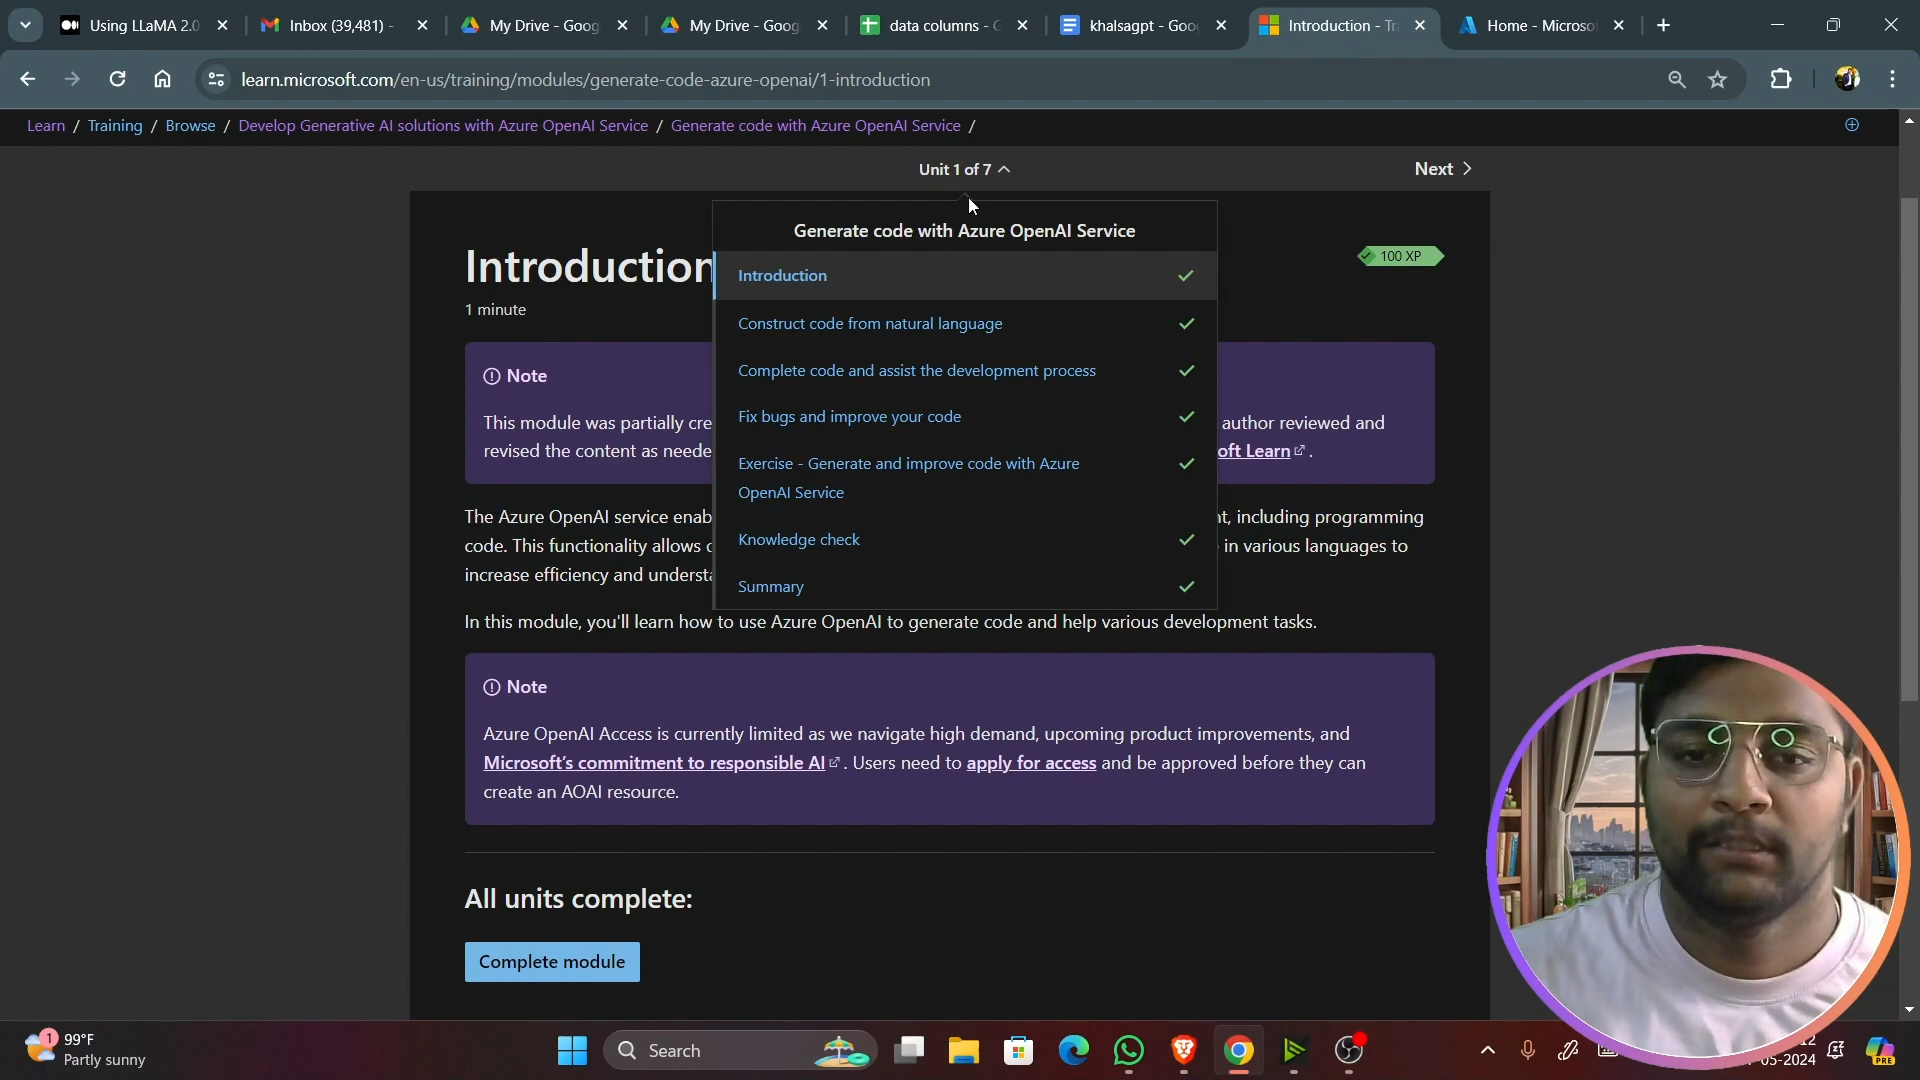 Using LLaMA 2.0
Inbox (39,481) -
My Drive - Goog
My Drive - Goog
data columns - G
khalsagpt - Goo
Introduction - Tr
Home - Microso
learn.microsoft.com/en-us/training/modules/generate-code-azure-openai/1-introduction
Learn / Training / Browse / Develop Generative AI solutions with Azure OpenAI Service / Generate code with Azure OpenAI Service /
Unit 1 of 7
Next
Generate code with Azure OpenAI Service
Introduction
100 XP
Introduction
1 minute
Construct code from natural language
Complete code and assist the development process
Note
Fix bugs and improve your code
This module was partially cre
author reviewed and
revised the content as neede
oft Learn .
Exercise - Generate and improve code with Azure
OpenAI Service
The Azure OpenAI service enab
t, including programming
Knowledge check
code. This functionality allows
in various languages to
increase efficiency and understa
Summary
In this module, you'll learn how to use Azure OpenAI to generate code and help various development tasks.
Note
Azure OpenAI Access is currently limited as we navigate high demand, upcoming product improvements, and
Microsoft's commitment to responsible AI . Users need to apply for access and be approved before they can
create an AOAI resource.
All units complete:
Complete module
1
99°F
Partly sunny
Search
12
-05-2024
PRE